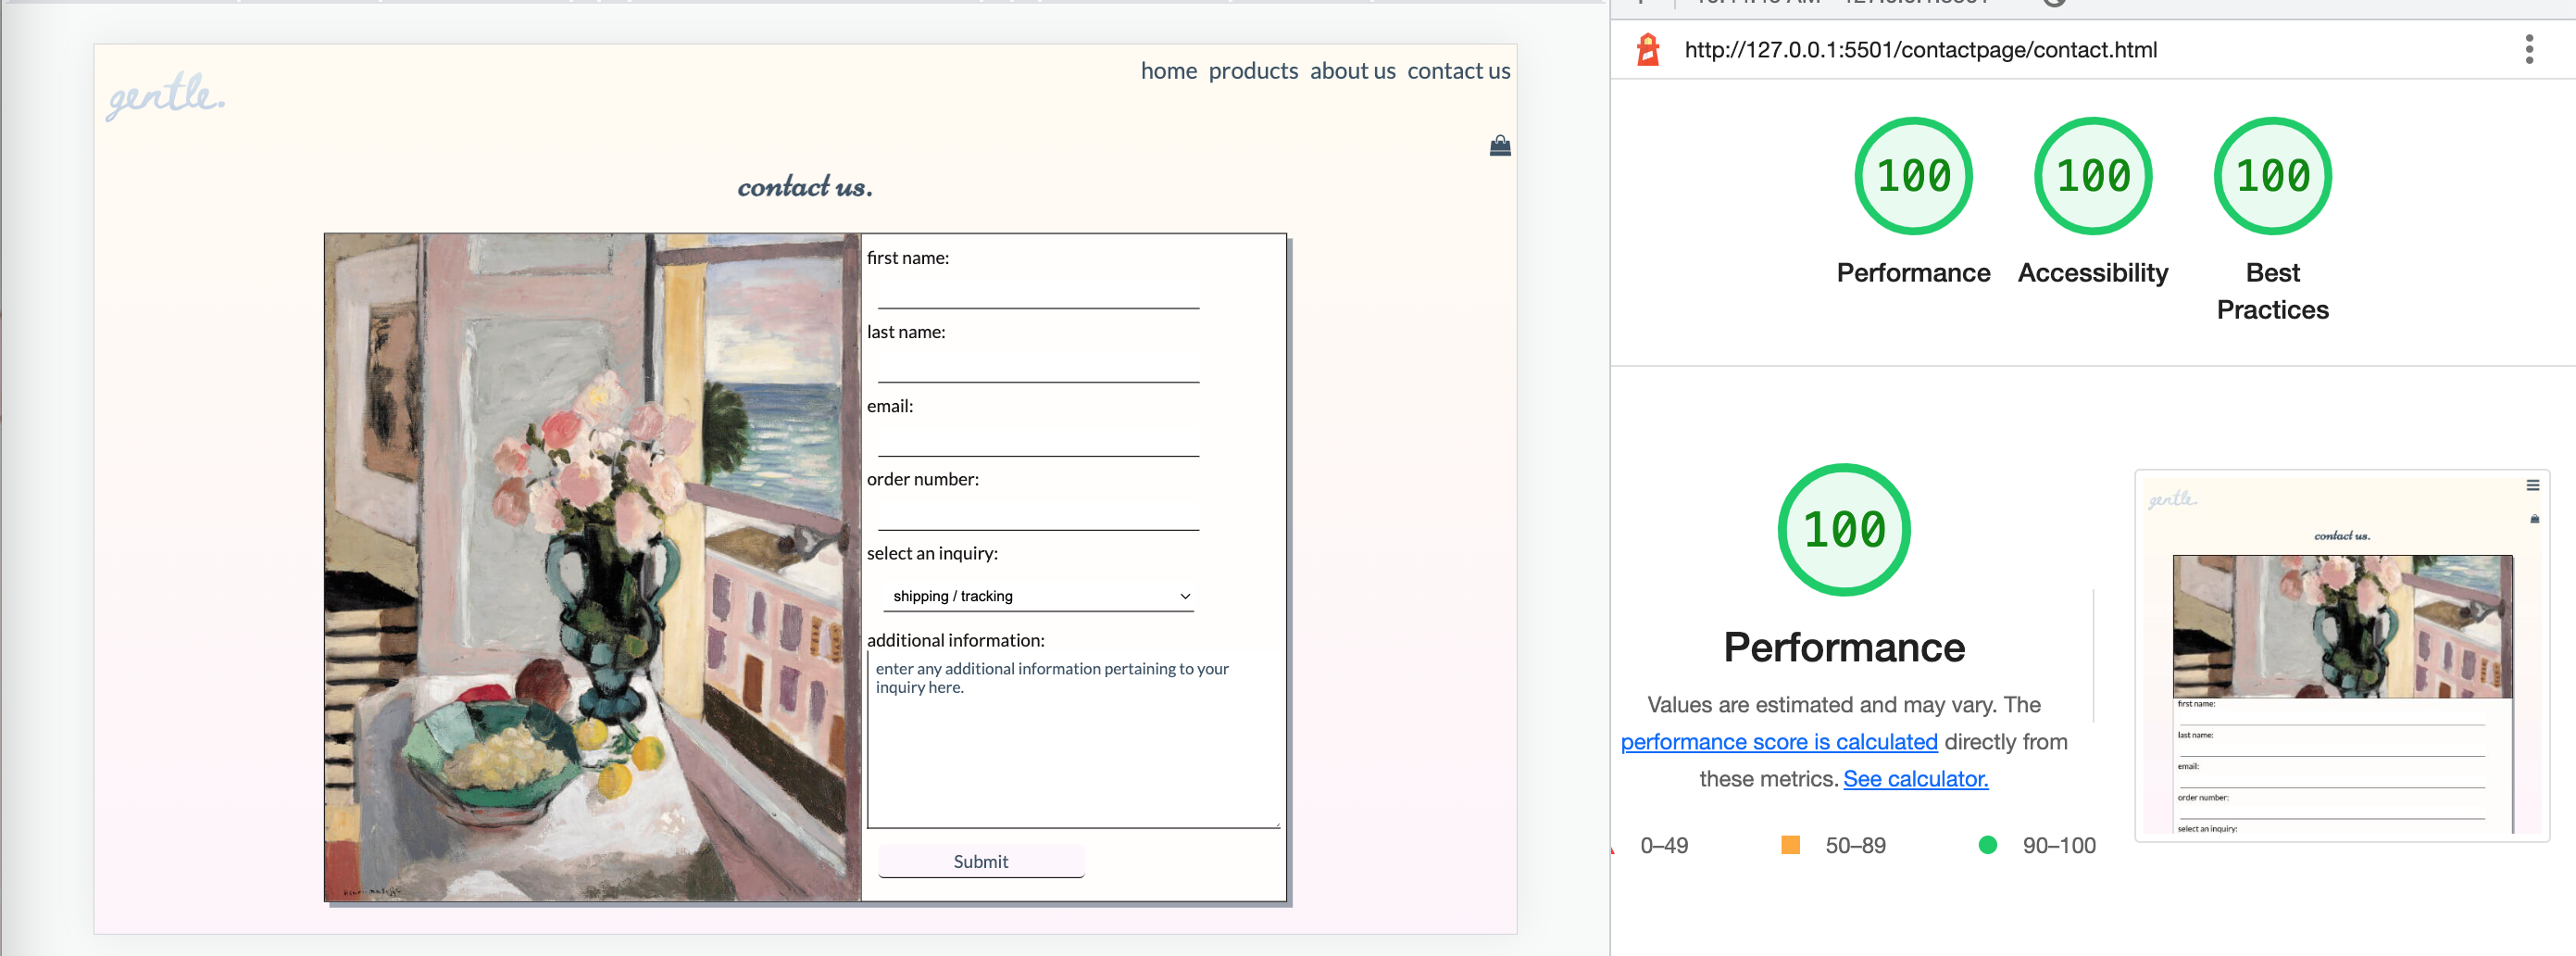 home products about us contact us
gentle.
contact us.
first name:
last name:
email:
order number:
select an inquiry:
shipping / tracking
additional information:
enter any additional information pertaining to your
inquiry here.
Submit
http://127.0.0.1:5501/contactpage/contact.html
100 100 100
Performance Accessibility Best
Practices
100
Performance
Values are estimated and may vary. The
performance score is calculated directly from
these metrics. See calculator.
0–49 50–89 90–100
gentle.
contact us.
first name:
last name:
email:
order number:
select an inquiry: